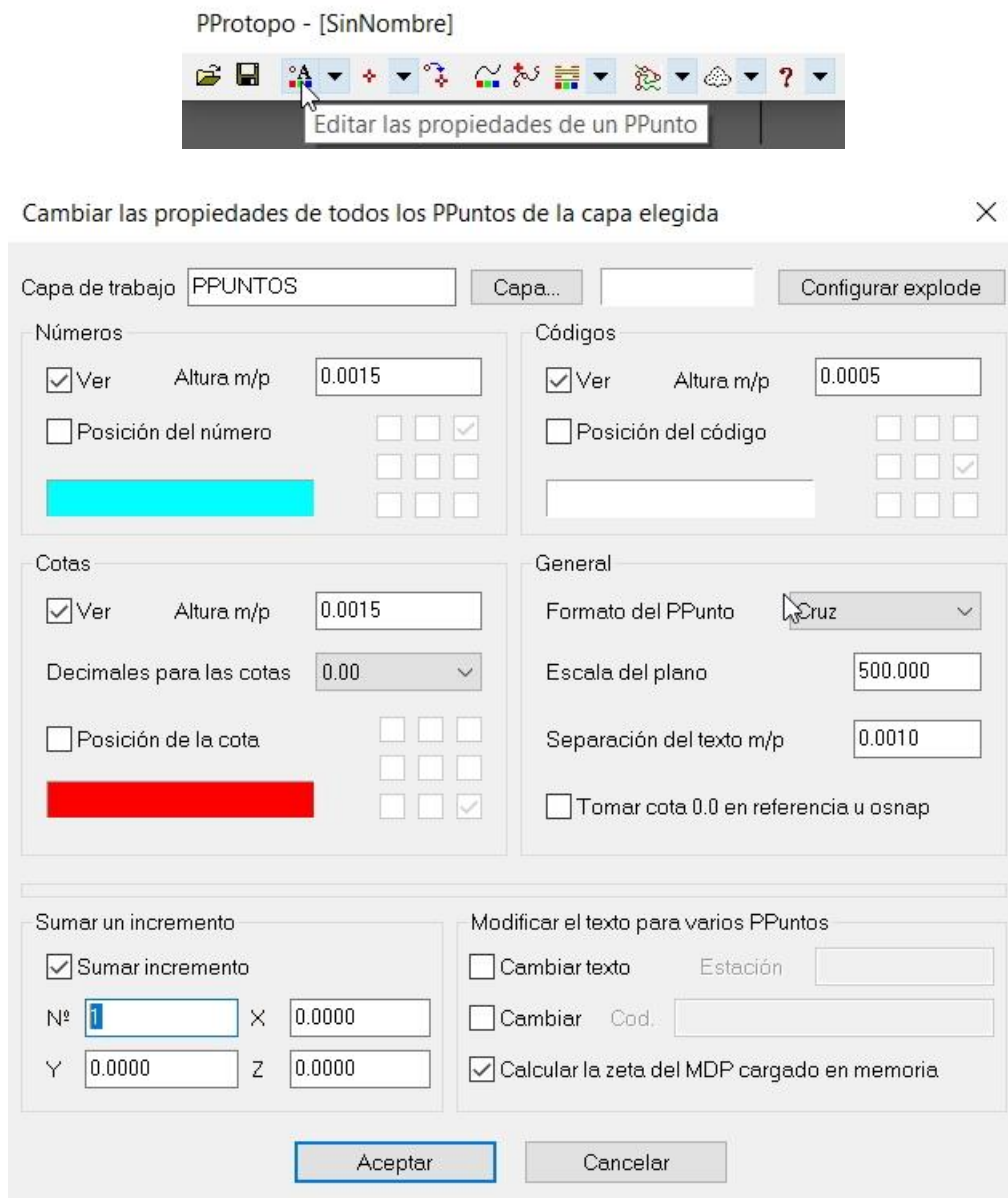 PProtopo - [SinNombre]
A ?
Editar las propiedades de un PPunto
Cambiar las propiedades de todos los PPuntos de la capa elegida
Capa de trabajo PPUNTOS Capa... Configurar explode
Números
Ver Altura m/p 0.0015
Posición del número
Códigos
Ver Altura m/p 0.0005
Posición del código
Cotas
Ver Altura m/p 0.0015
Decimales para las cotas 0.00
Posición de la cota
General
Formato del PPunto Cruz
Escala del plano 500.000
Separación del texto m/p 0.0010
Tomar cota 0.0 en referencia u osnap
Sumar un incremento
Sumar incremento
Nº 1 X 0.0000
Y 0.0000 Z 0.0000
Modificar el texto para varios PPuntos
Cambiar texto Estación
Cambiar Cod.
Calcular la zeta del MDP cargado en memoria
Aceptar Cancelar